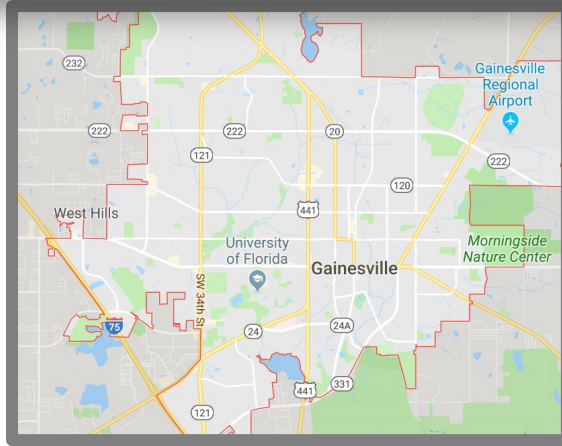 232
Gainesville
Regional
Airport
222
222
20
121
222
120
West Hills
441
University
of Florida
Morningside
Nature Center
Gainesville
SW 34th St
75
24
24A
441
331
121